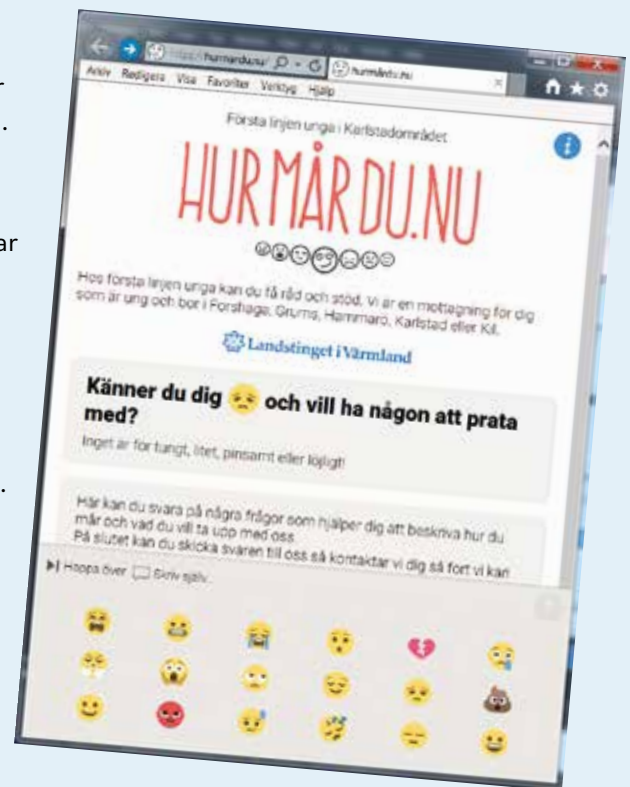 r
.
ar
.
https://hurmardu.nu/
hurmårdu.nu
Arkiv Redigera Visa Favoriter Verktyg Hjälp
Första linjen unga i Karlstadområdet
HUR MÅR DU.NU
Hos första linjen unga kan du få råd och stöd. Vi är en mottagning för dig
som är ung och bor i Forshaga, Grums, Hammarö, Karlstad eller Kil.
Landstinget i Värmland
Känner du dig och vill ha någon att prata
med?
Inget är för tungt, litet, pinsamt eller löjligt!
Här kan du svara på några frågor som hjälper dig att beskriva hur du
mår och vad du vill ta upp med oss.
På slutet kan du skicka svaren till oss så kontaktar vi dig så fort vi kan
Hoppa över Skriv själv